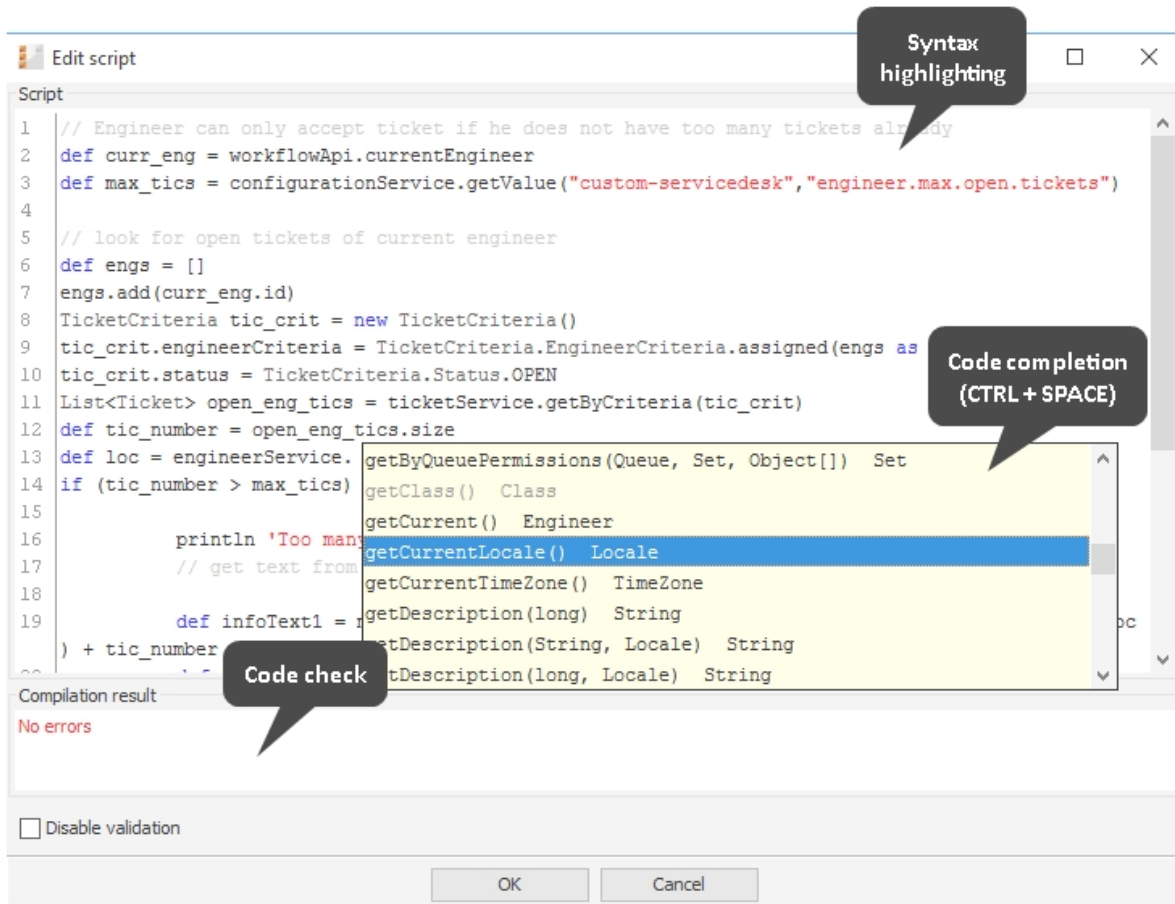 Syntax
highlighting
Edit script
Script
1 // Engineer can only accept ticket if he does not have too many tickets already
2 def curr_eng = workflowApi.currentEngineer
3 def max_tics = configurationService.getValue("custom-servicedesk","engineer.max.open.tickets")
4
5 // look for open tickets of current engineer
6 def engs = []
7 engs.add(curr_eng.id)
8 TicketCriteria tic_crit = new TicketCriteria()
9 tic_crit.engineerCriteria = TicketCriteria.EngineerCriteria.assigned(engs as
10 tic_crit.status = TicketCriteria.Status.OPEN
11 List<Ticket> open_eng_tics = ticketService.getByCriteria(tic_crit)
12 def tic_number = open_eng_tics.size
13 def loc = engineerService.
14 if (tic_number > max_tics)
15
16 println 'Too many
17 // get text from
18
19 def infoText1 =
) + tic_number
Code completion
(CTRL + SPACE)
getByQueuePermissions(Queue, Set, Object[]) Set
getClass() Class
getCurrent() Engineer
getCurrentLocale() Locale
getCurrentTimeZone() TimeZone
getDescription(long) String
etDescription(String, Locale) String
tDescription(long, Locale) String
Code check
Compilation result
No errors
Disable validation
OK Cancel